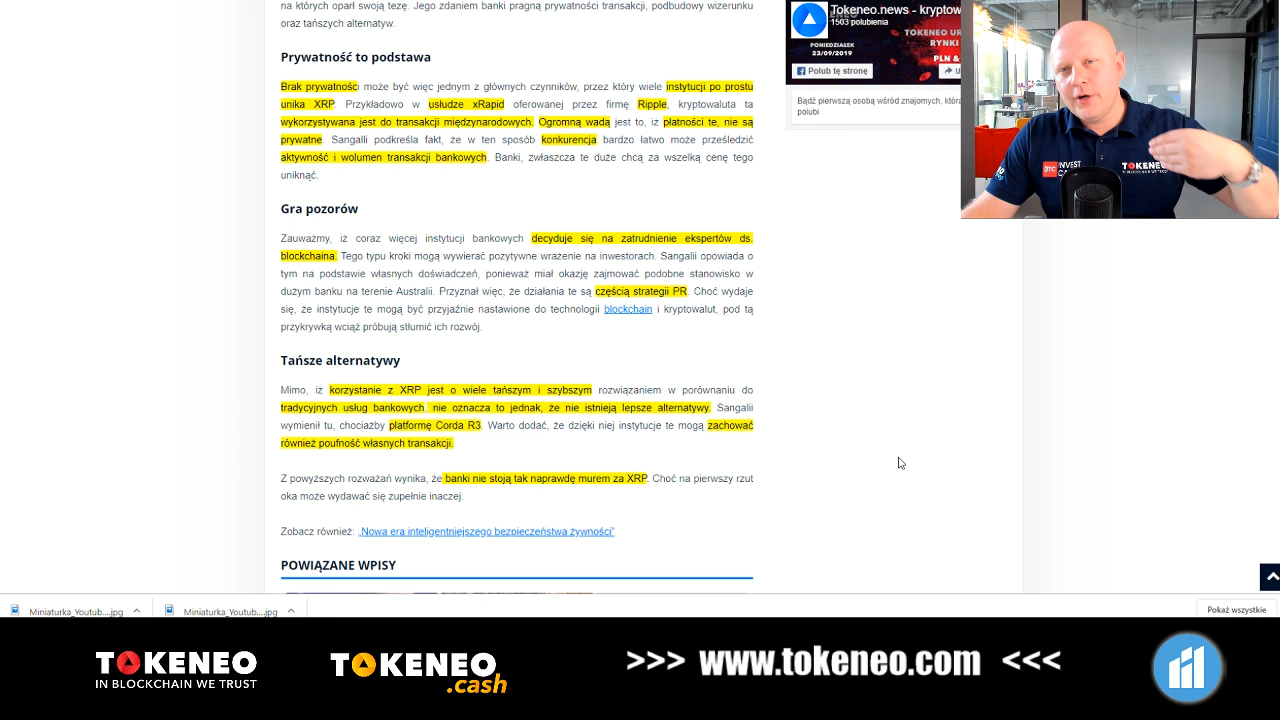 na których oparł swoją tezę. Jego zdaniem banki pragną prywatności transakcji, podbudowy wizerunku
oraz tańszych alternatyw.
Prywatność to podstawa
Brak prywatności może być więc jednym z głównych czynników, przez który wiele instytucji po prostu
unika XRP. Przykładowo w usłudze xRapid oferowanej przez firmę Ripple, kryptowaluta ta
wykorzystywana jest do transakcji międzynarodowych. Ogromną wadą jest to, iż płatności te, nie są
prywatne. Sangalli podkreśla fakt, że w ten sposób konkurencja bardzo łatwo może prześledzić
aktywność i wolumen transakcji bankowych. Banki, zwłaszcza te duże chcą za wszelką cenę tego
uniknąć.
Gra pozorów
Zauważmy, iż coraz więcej instytucji bankowych decyduje się na zatrudnienie ekspertów ds.
blockchaina. Tego typu kroki mogą wywierać pozytywne wrażenie na inwestorach. Sangalii opowiada o
tym na podstawie własnych doświadczeń, ponieważ miał okazję zajmować podobne stanowisko w
dużym banku na terenie Australii. Przyznał więc, że działania te są częścią strategii PR. Choć wydaje
się, że instytucje te mogą być przyjaźnie nastawione do technologii blockchain i kryptowalut, pod tą
przykrywką wciąż próbują stłumić ich rozwój.
Tańsze alternatywy
Mimo, iż korzystanie z XRP jest o wiele tańszym i szybszym rozwiązaniem w porównaniu do
tradycyjnych usług bankowych, nie oznacza to jednak, że nie istnieją lepsze alternatywy. Sangalii
wymienił tu, chociażby platformę Corda R3. Warto dodać, że dzięki niej instytucje te mogą zachować
również poufność własnych transakcji.
Z powyższych rozważań wynika, że banki nie stoją tak naprawdę murem za XRP. Choć na pierwszy rzut
oka może wydawać się zupełnie inaczej.
Zobacz również: „Nowa era inteligentniejszego bezpieczeństwa żywności”
POWIĄZANE WPISY
Tokeneo.news - kryptow
1503 polubienia
TOKENEO UR
RYNKI
PLN &
PONIEDZIAŁEK
23/09/2019
Polub tę stronę
U
Bądź pierwszą osobą wśród znajomych, która
polubi
INVEST
TOKENEO
IN BLOCKCHAIN WE TRUST
Miniaturka_Youtub....jpg
Miniaturka_Youtub....jpg
Pokaż wszystkie
TOKENEO
IN BLOCKCHAIN WE TRUST
TOKENEO
.cash
>>> www.tokeneo.com <<<